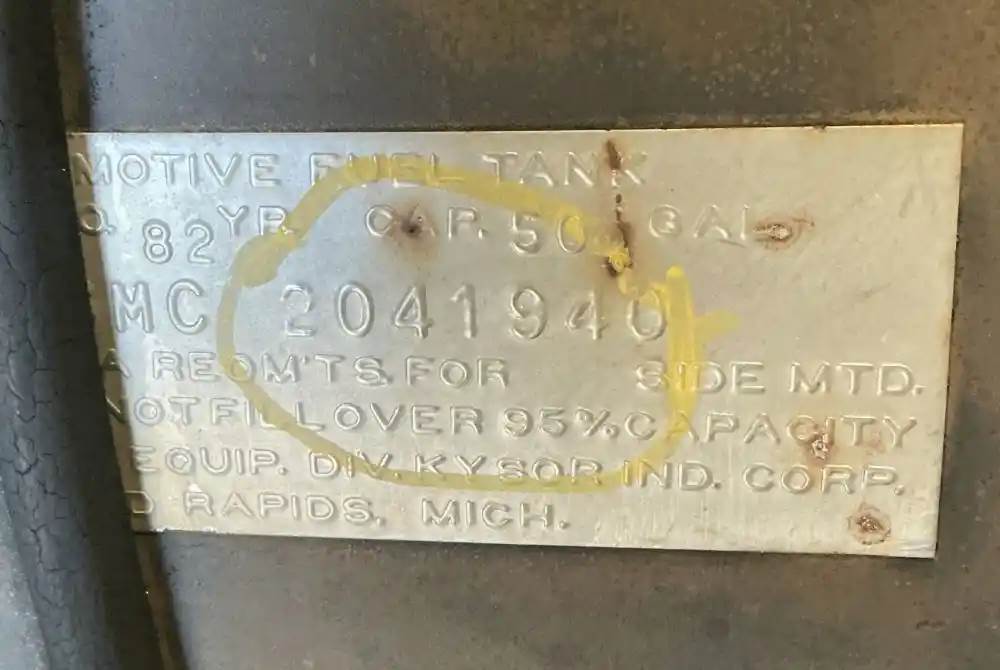 MOTIVE FUEL TANK
Q. 82 YR. CAP. 50 GAL.
MC 2041940
A REQM'TS. FOR SIDE MTD.
NOT FILL OVER 95% CAPACITY
EQUIP. DIV. KYSOR IND. CORP.
D RAPIDS, MICH.